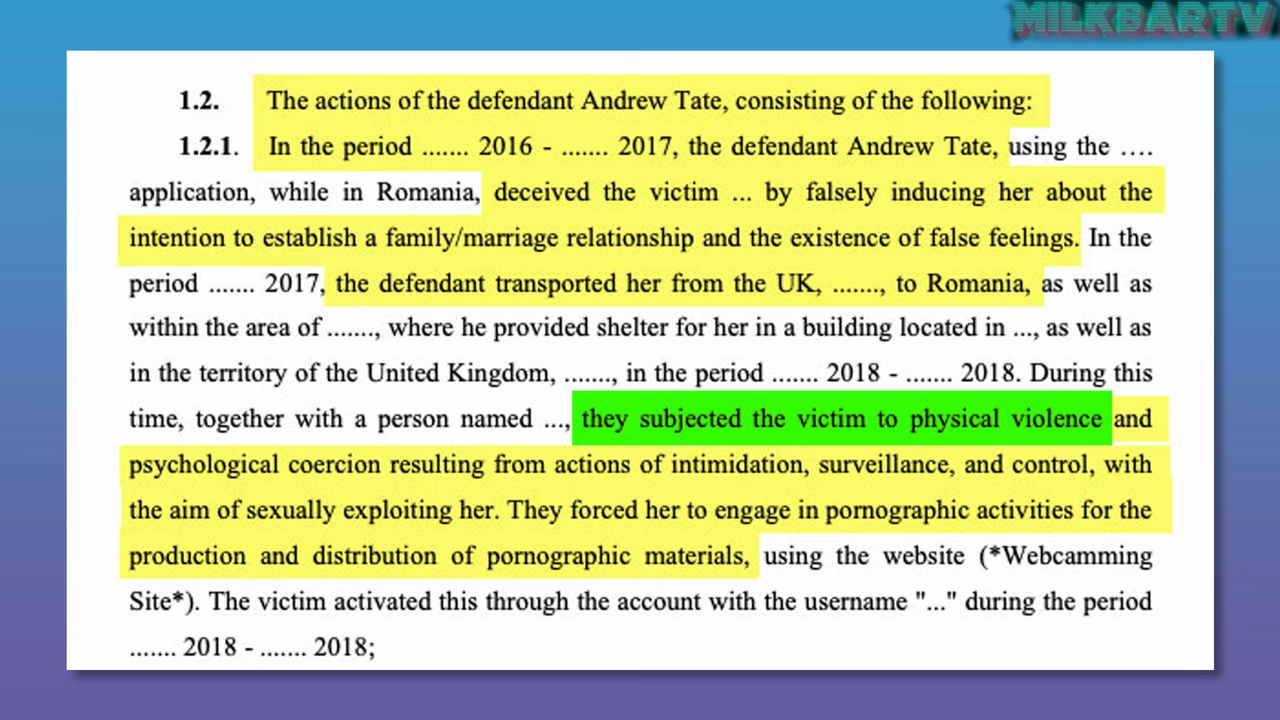 MILKBARTV
1.2. The actions of the defendant Andrew Tate, consisting of the following:
1.2.1. In the period ....... 2016 - ....... 2017, the defendant Andrew Tate, using the ....
application, while in Romania, deceived the victim ... by falsely inducing her about the
intention to establish a family/marriage relationship and the existence of false feelings. In the
period ....... 2017, the defendant transported her from the UK, ......., to Romania, as well as
within the area of ......., where he provided shelter for her in a building located in ..., as well as
in the territory of the United Kingdom, ......., in the period ....... 2018 - ....... 2018. During this
time, together with a person named ..., they subjected the victim to physical violence and
psychological coercion resulting from actions of intimidation, surveillance, and control, with
the aim of sexually exploiting her. They forced her to engage in pornographic activities for the
production and distribution of pornographic materials, using the website (*Webcamming
Site*). The victim activated this through the account with the username "..." during the period
....... 2018 - ....... 2018;